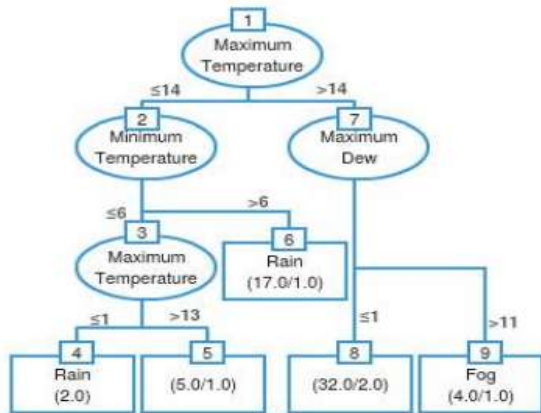 1
Maximum
Temperature
≤14
>14
2
Minimum
Temperature
7
Maximum
Dew
≤6
>6
3
Maximum
Temperature
6
Rain
(17.0/1.0)
≤1
>13
≤1
>11
4
Rain
(2.0)
5
(5.0/1.0)
8
(32.0/2.0)
9
Fog
(4.0/1.0)